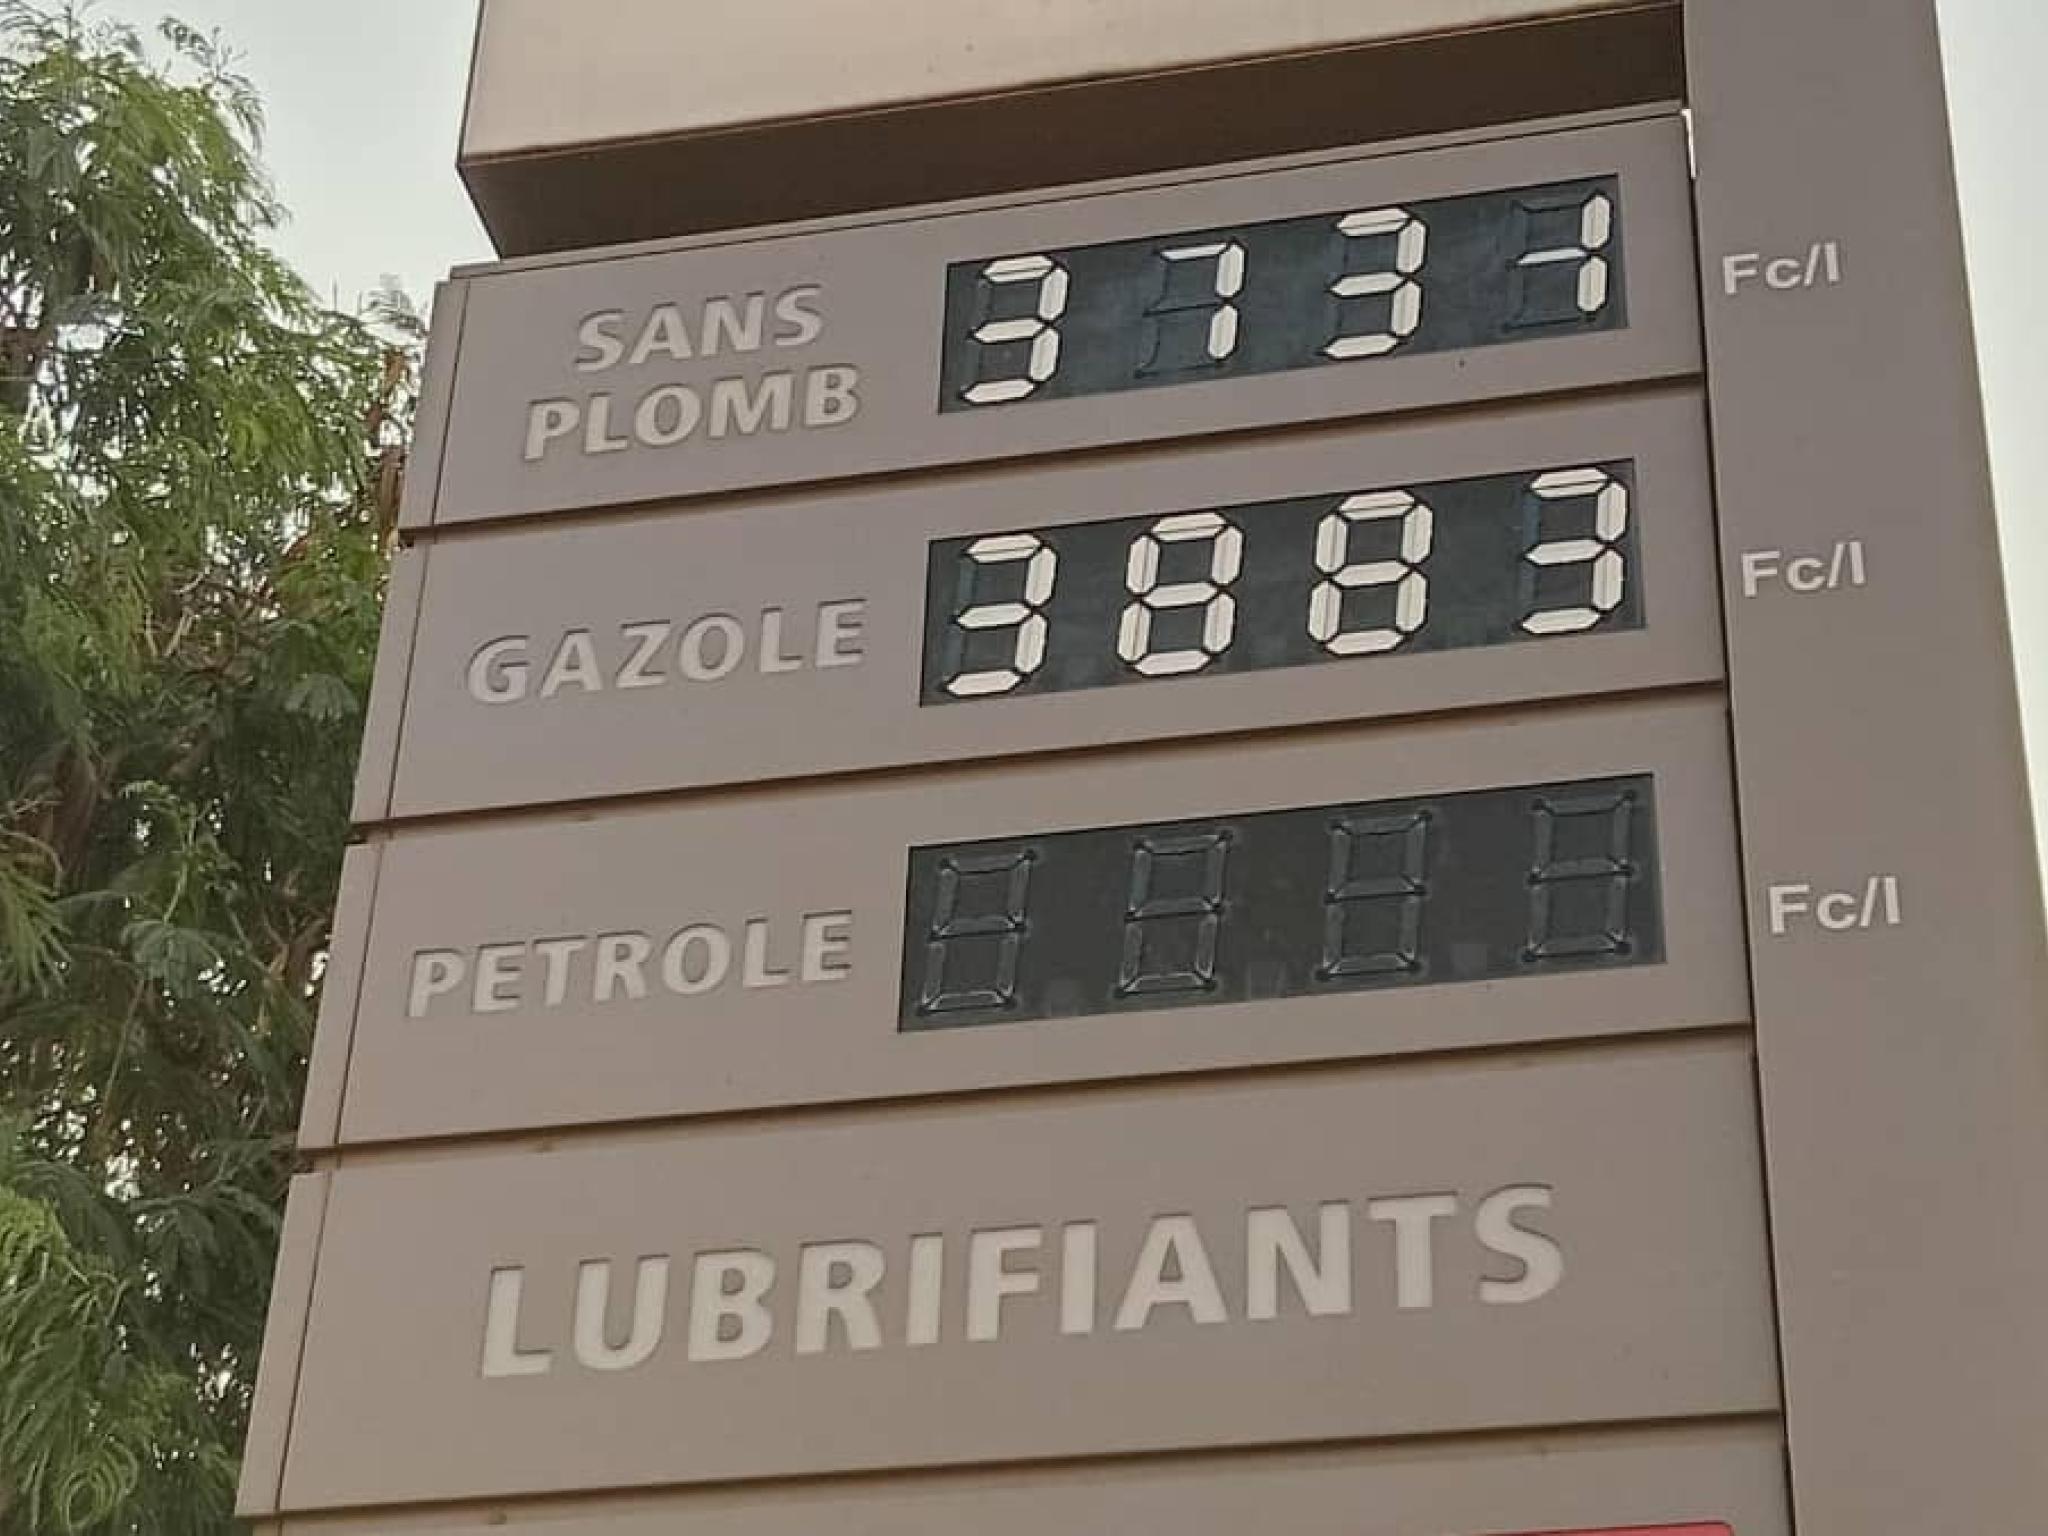 SANS
PLOMB
3731 Fc/l
GAZOLE 3883 Fc/l
PETROLE Fc/l
LUBRIFIANTS